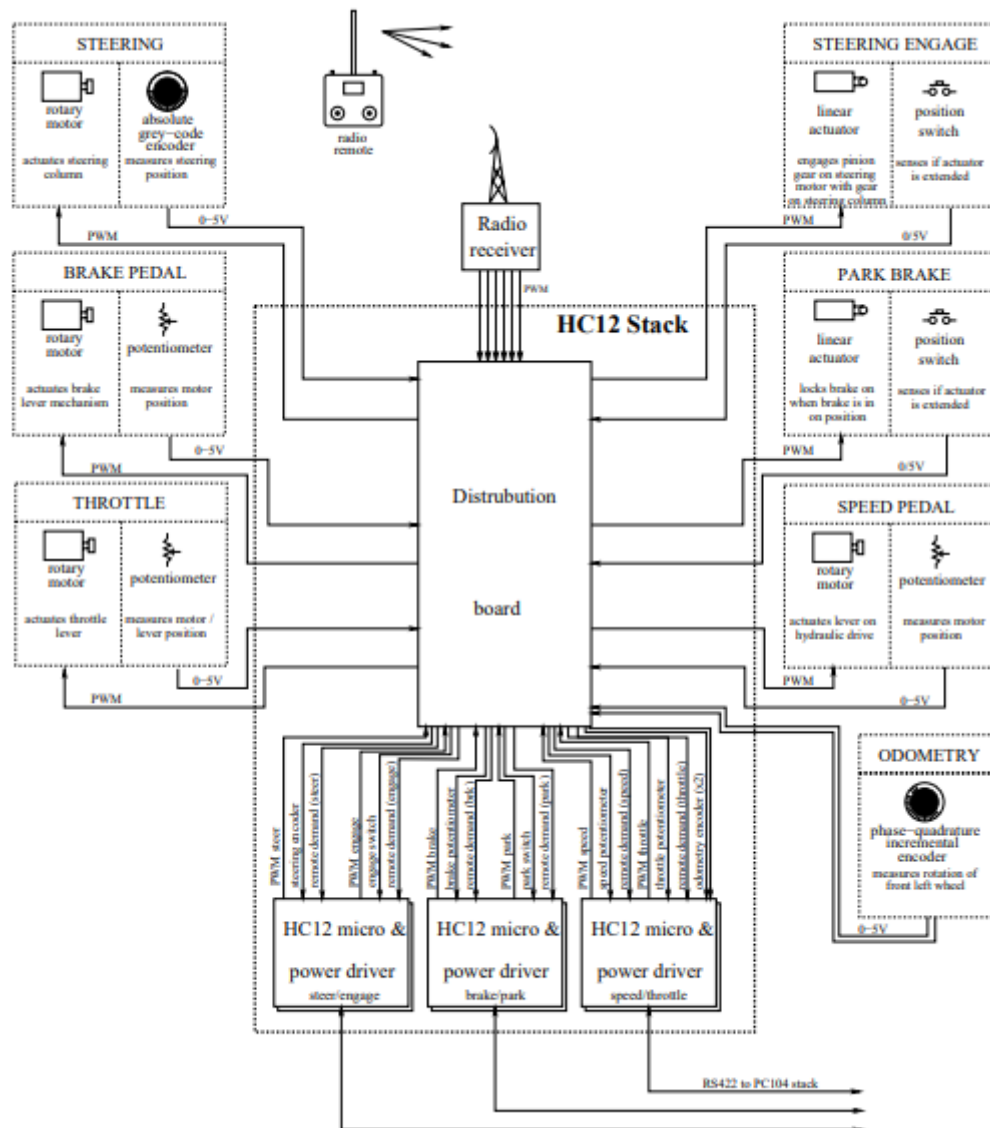 STEERING
rotary
motor
absolute
grey-code
encoder
actuates steering
column
measures steering
position
PWM
0-5V
radio
remote
Radio
receiver
PWM
STEERING ENGAGE
linear
actuator
position
switch
engages pinion
gear on steering
motor with gear
on steering column
senses if actuator
is extended
PWM
0/5V
BRAKE PEDAL
rotary
motor
potentiometer
actuates brake
lever mechanism
measures motor
position
PWM
0-5V
HC12 Stack
PARK BRAKE
linear
actuator
position
switch
locks brake on
when brake is in
on position
senses if actuator
is extended
PWM
0/5V
THROTTLE
rotary
motor
potentiometer
actuates throttle
lever
measures motor /
lever position
PWM
0-5V
Distrubution
board
SPEED PEDAL
rotary
motor
potentiometer
actuates lever on
hydraulic drive
measures motor
position
PWM
0-5V
ODOMETRY
phase-quadrature
incremental
encoder
measures rotation of
front left wheel
0-5V
PWM steer
steering encoder
remote demand (steer)
PWM engage
engage switch
remote demand (engage)
PWM brake
brake potentiometer
remote demand (brk)
PWM park
park switch
remote demand (park)
PWM speed
speed potentiometer
remote demand (speed)
PWM throttle
throttle potentiometer
remote demand (throttle)
odometry encoder (x2)
HC12 micro &
power driver
steer/engage
HC12 micro &
power driver
brake/park
HC12 micro &
power driver
speed/throttle
RS422 to PC104 stack